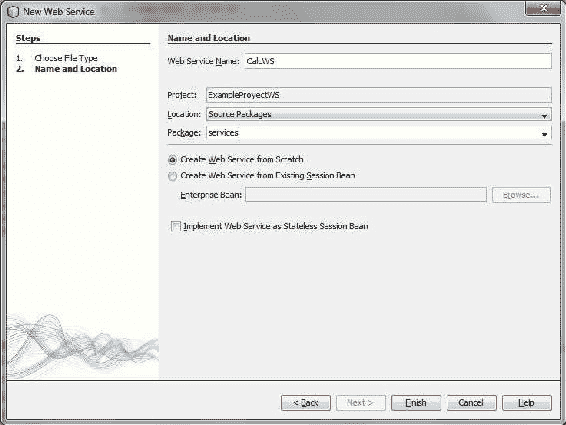 New Web Service
Steps
1. Choose File Type
2. Name and Location
Name and Location
Web Service Name: CalcWS
Project: ExampleProyectWS
Location: Source Packages
Package: services
Create Web Service from Scratch
Create Web Service from Existing Session Bean
Enterprise Bean:
Browse...
Implement Web Service as Stateless Session Bean
< Back
Next >
Finish
Cancel
Help